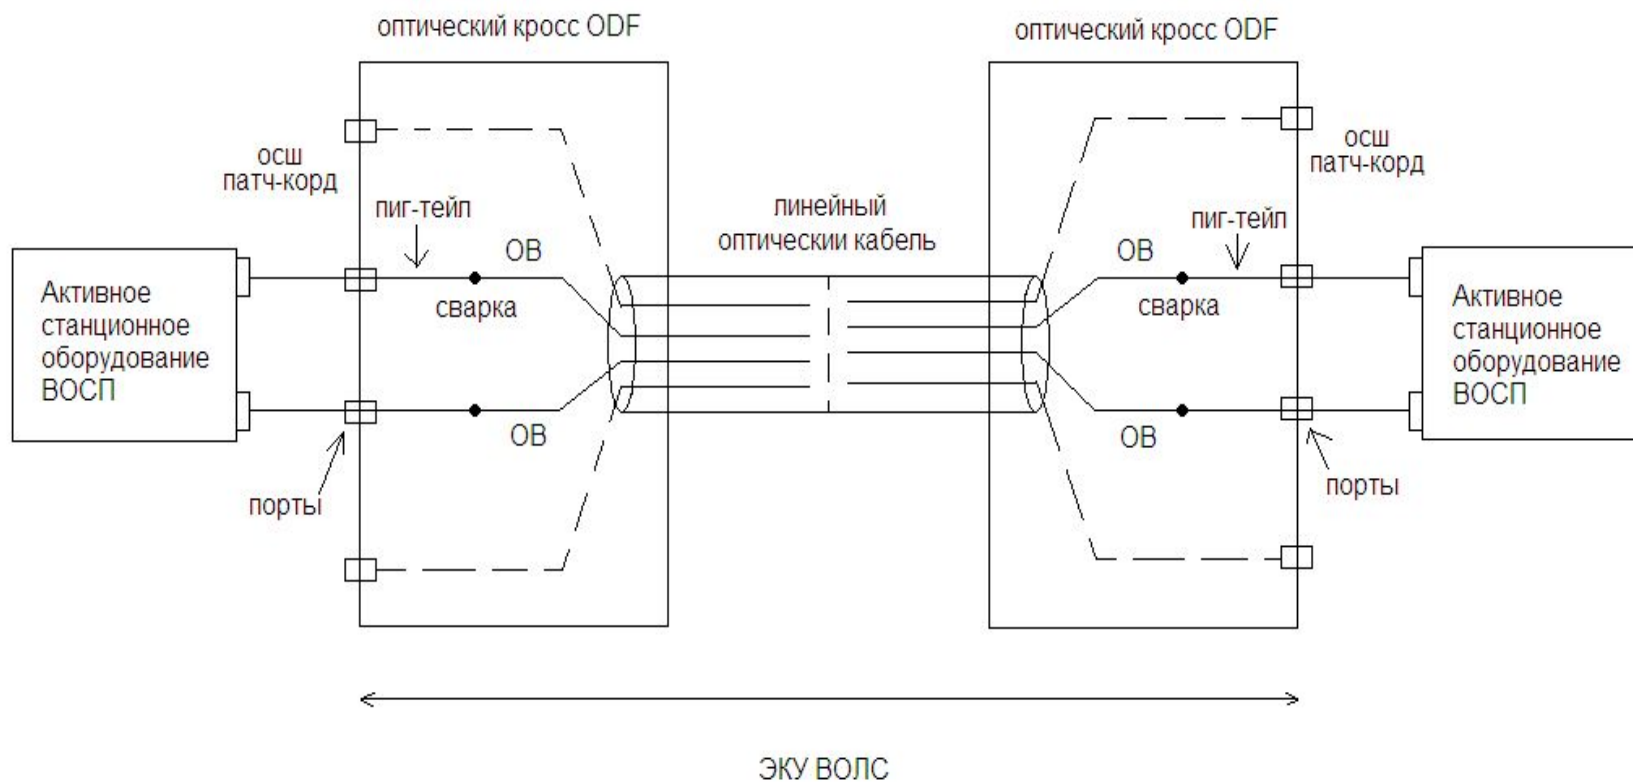 оптический кросс ODF
оптический кросс ODF
осш
патч-корд
пиг-тейл
ОВ
сварка
линейный
оптическии кабель
ОВ
сварка
пиг-тейл
осш
патч-корд
Активное
станционное
оборудование
ВОСП
Активное
станционное
оборудование
ВОСП
ОВ
ОВ
порты
порты
ЭКУ ВОЛС